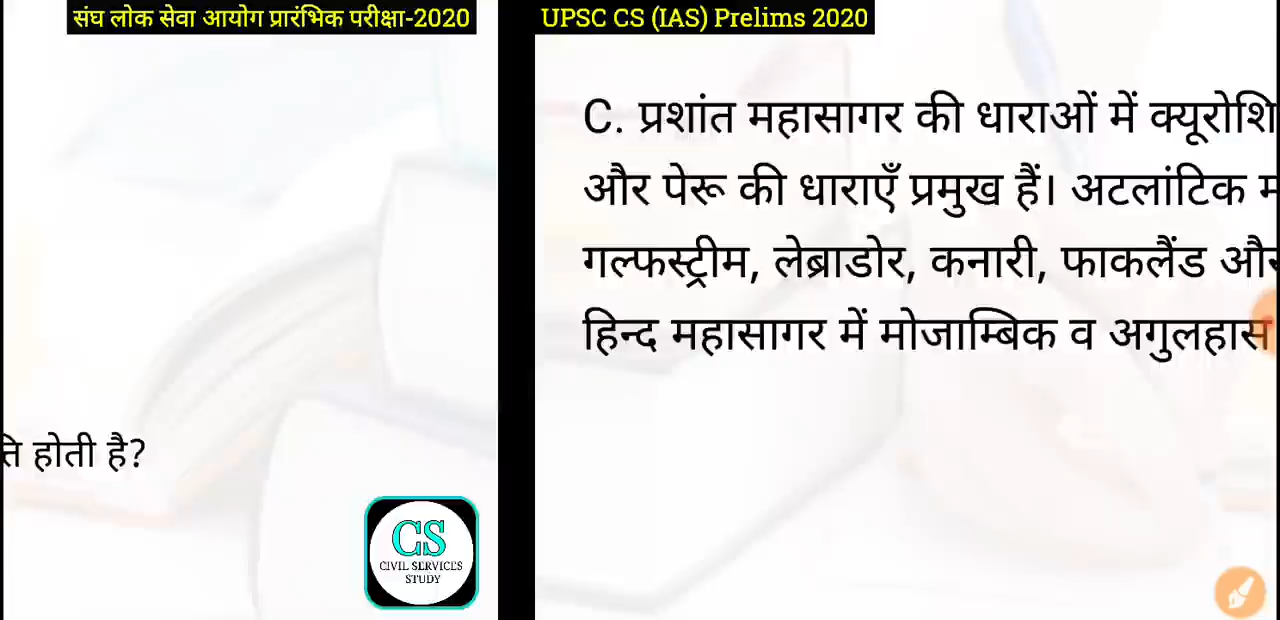 संघ लोक सेवा आयोग प्रारंभिक परीक्षा-2020
होती है?
CS
CIVIL SERVICES
STUDY
UPSC CS (IAS) Prelims 2020
C. प्रशांत महासागर की धाराओं में
और पेरू की धाराएँ प्रमुख हैं। अटलांटिक
गल्फस्ट्रीम, लेब्राडोर, कनारी, फाकलैंड
हिन्द महासागर में मोजाम्बिक व अगुलहास